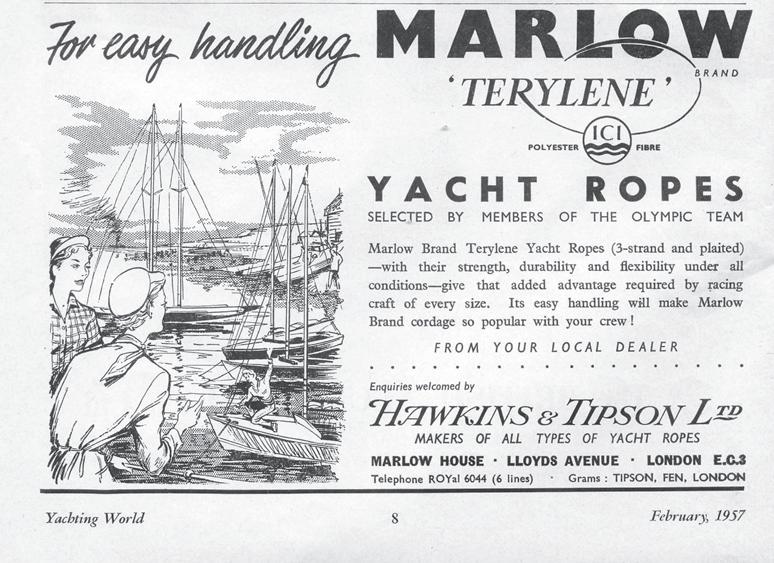 For easy handling MARLOW
BRAND
‘TERYLENE’
ICI
POLYESTER FIBRE
YACHT ROPES
SELECTED BY MEMBERS OF THE OLYMPIC TEAM
Marlow Brand Terylene Yacht Ropes (3-strand and plaited)
—with their strength, durability and flexibility under all
conditions—give that added advantage required by racing
craft of every size. Its easy handling will make Marlow
Brand cordage so popular with your crew!
FROM YOUR LOCAL DEALER
Enquiries welcomed by
HAWKINS & TIPSON LTD
MAKERS OF ALL TYPES OF YACHT ROPES
MARLOW HOUSE · LLOYDS AVENUE · LONDON E.C.3
Telephone ROYal 6044 (6 lines) · Grams : TIPSON, FEN, LONDON
Yachting World 8 February, 1957